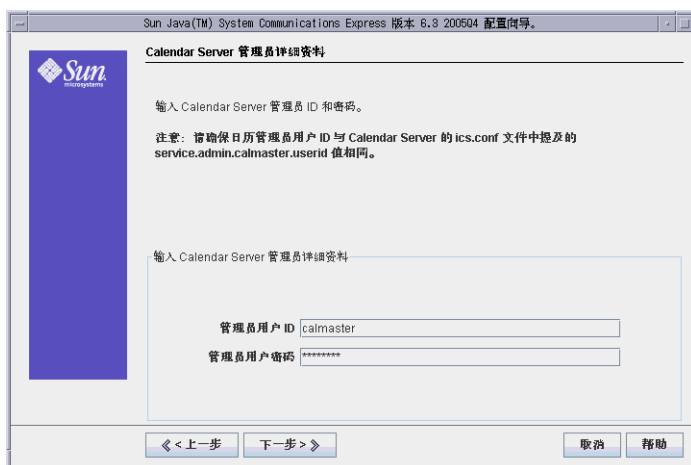 Sun Java(TM) System Communications Express 版本 6.3 2005Q4 配置向导。
Sun
microsystems
Calendar Server 管理员详细资料
输入 Calendar Server 管理员 ID 和密码。
注意: 请确保日历管理员用户 ID 与 Calendar Server 的 ics.conf 文件中提及的
service.admin.calmaster.userid 值相同。
输入 Calendar Server 管理员详细资料
管理员用户 ID calmaster
管理员用户密码 ********
< 上一步 下一步 > 取消 帮助